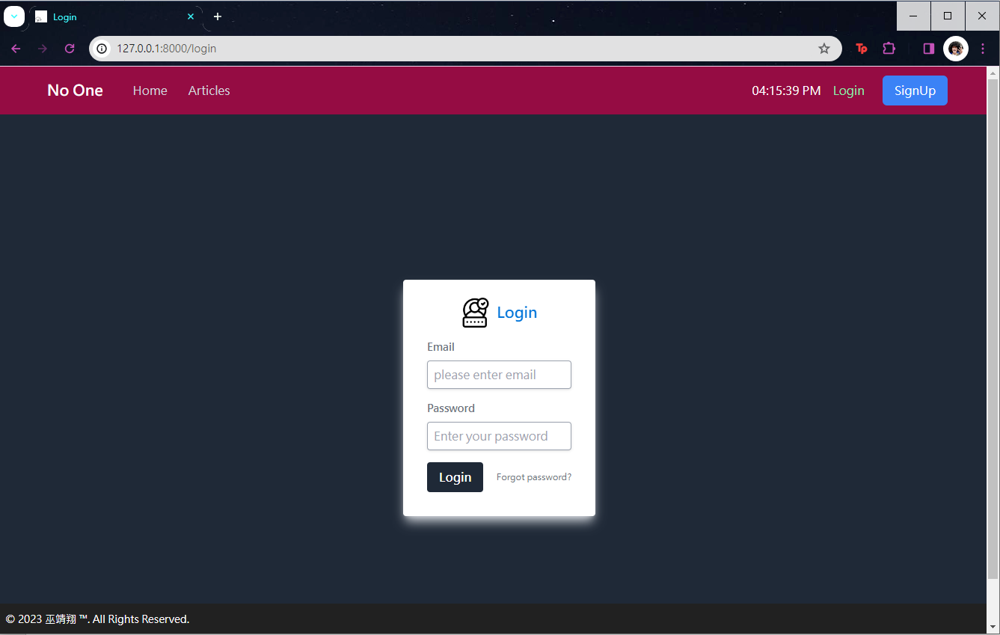 Login
127.0.0.1:8000/login
Tp
No One Home Articles 04:15:39 PM Login SignUp
Login
Email
please enter email
Password
Enter your password
Login Forgot password?
© 2023 巫靖翔 ™. All Rights Reserved.